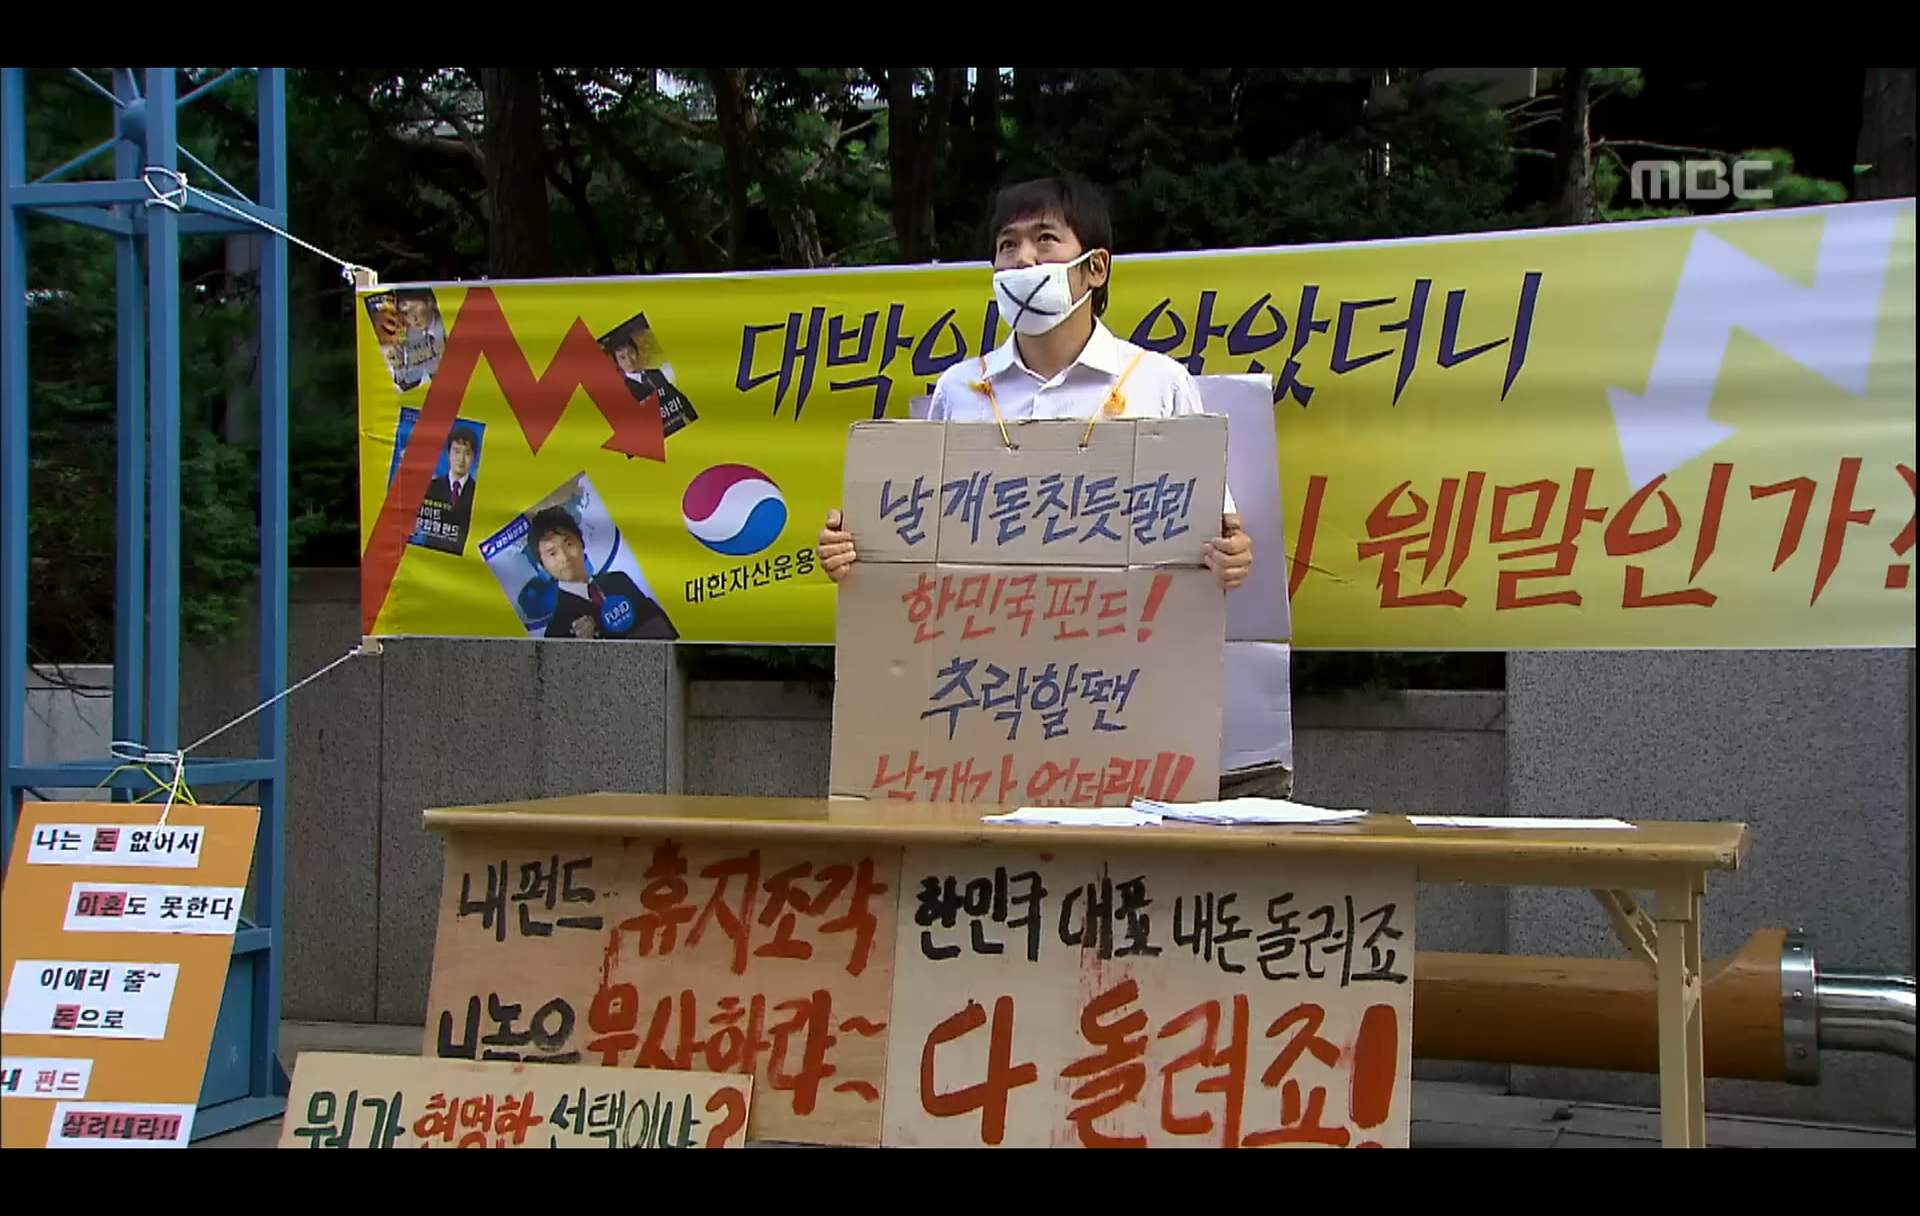 MBC
대박인 알았더니
웬말인가?
대한자산운용
FUND
날개돋친듯팔린
한민국펀드!
추락할땐
날개가 없더라!!
나는 돈 없어서
이혼도 못한다
이애리 줄~
돈으로
내 펀드
살려내라!!
내펀드 휴지조각
니논으 무사하랴~
한민국 대표 내돈돌려죠
다 돌려죠!
뭐가 현명한 선택이냐?